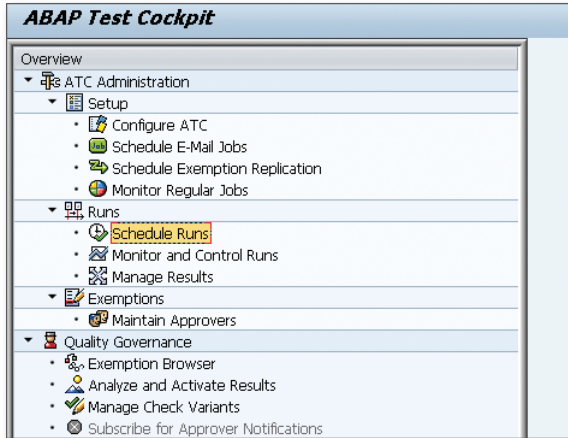 ABAP Test Cockpit
Overview
ATC Administration
Setup
Configure ATC
Schedule E-Mail Jobs
Schedule Exemption Replication
Monitor Regular Jobs
Runs
Schedule Runs
Monitor and Control Runs
Manage Results
Exemptions
Maintain Approvers
Quality Governance
Exemption Browser
Analyze and Activate Results
Manage Check Variants
Subscribe for Approver Notifications